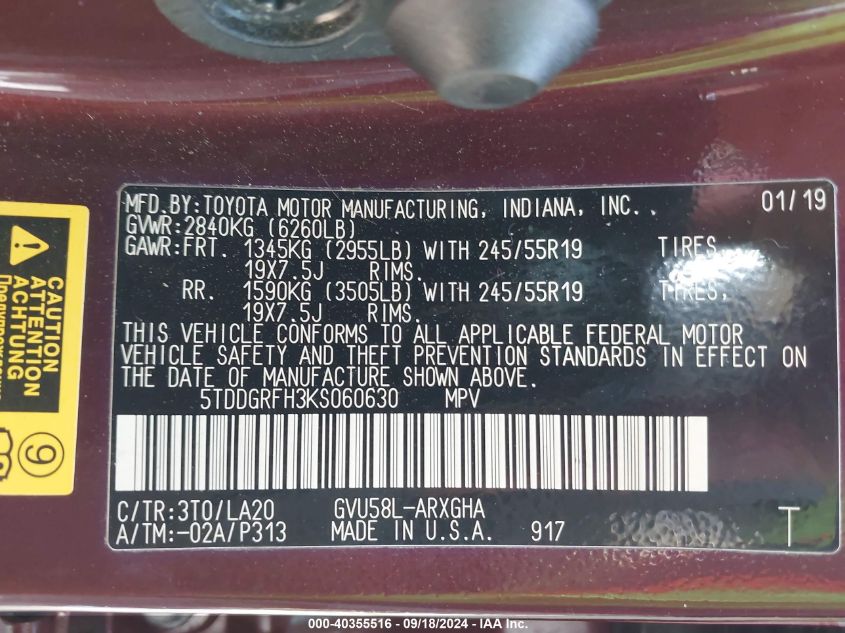 MFD.BY:TOYOTA MOTOR MANUFACTURING, INDIANA, INC.. 01/19
GVWR:2840KG (6260LB)
GAWR:FRT. 1345KG (2955LB) WITH 245/55R19 TIRES,
19X7.5J RIMS.
RR. 1590KG (3505LB) WITH 245/55R19 TIRES,
19X7.5J RIMS.
THIS VEHICLE CONFORMS TO ALL APPLICABLE FEDERAL MOTOR
VEHICLE SAFETY AND THEFT PREVENTION STANDARDS IN EFFECT ON
THE DATE OF MANUFACTURE SHOWN ABOVE.
5TDDGRFH3KS060630 MPV
C/TR:3T0/LA20 GVU58L-ARXGHA
A/TM:-02A/P313 MADE IN U.S.A. 917 T
CAUTION
ATTENTION
ACHTUNG
9
000-40355516 - 09/18/2024 - IAA Inc.